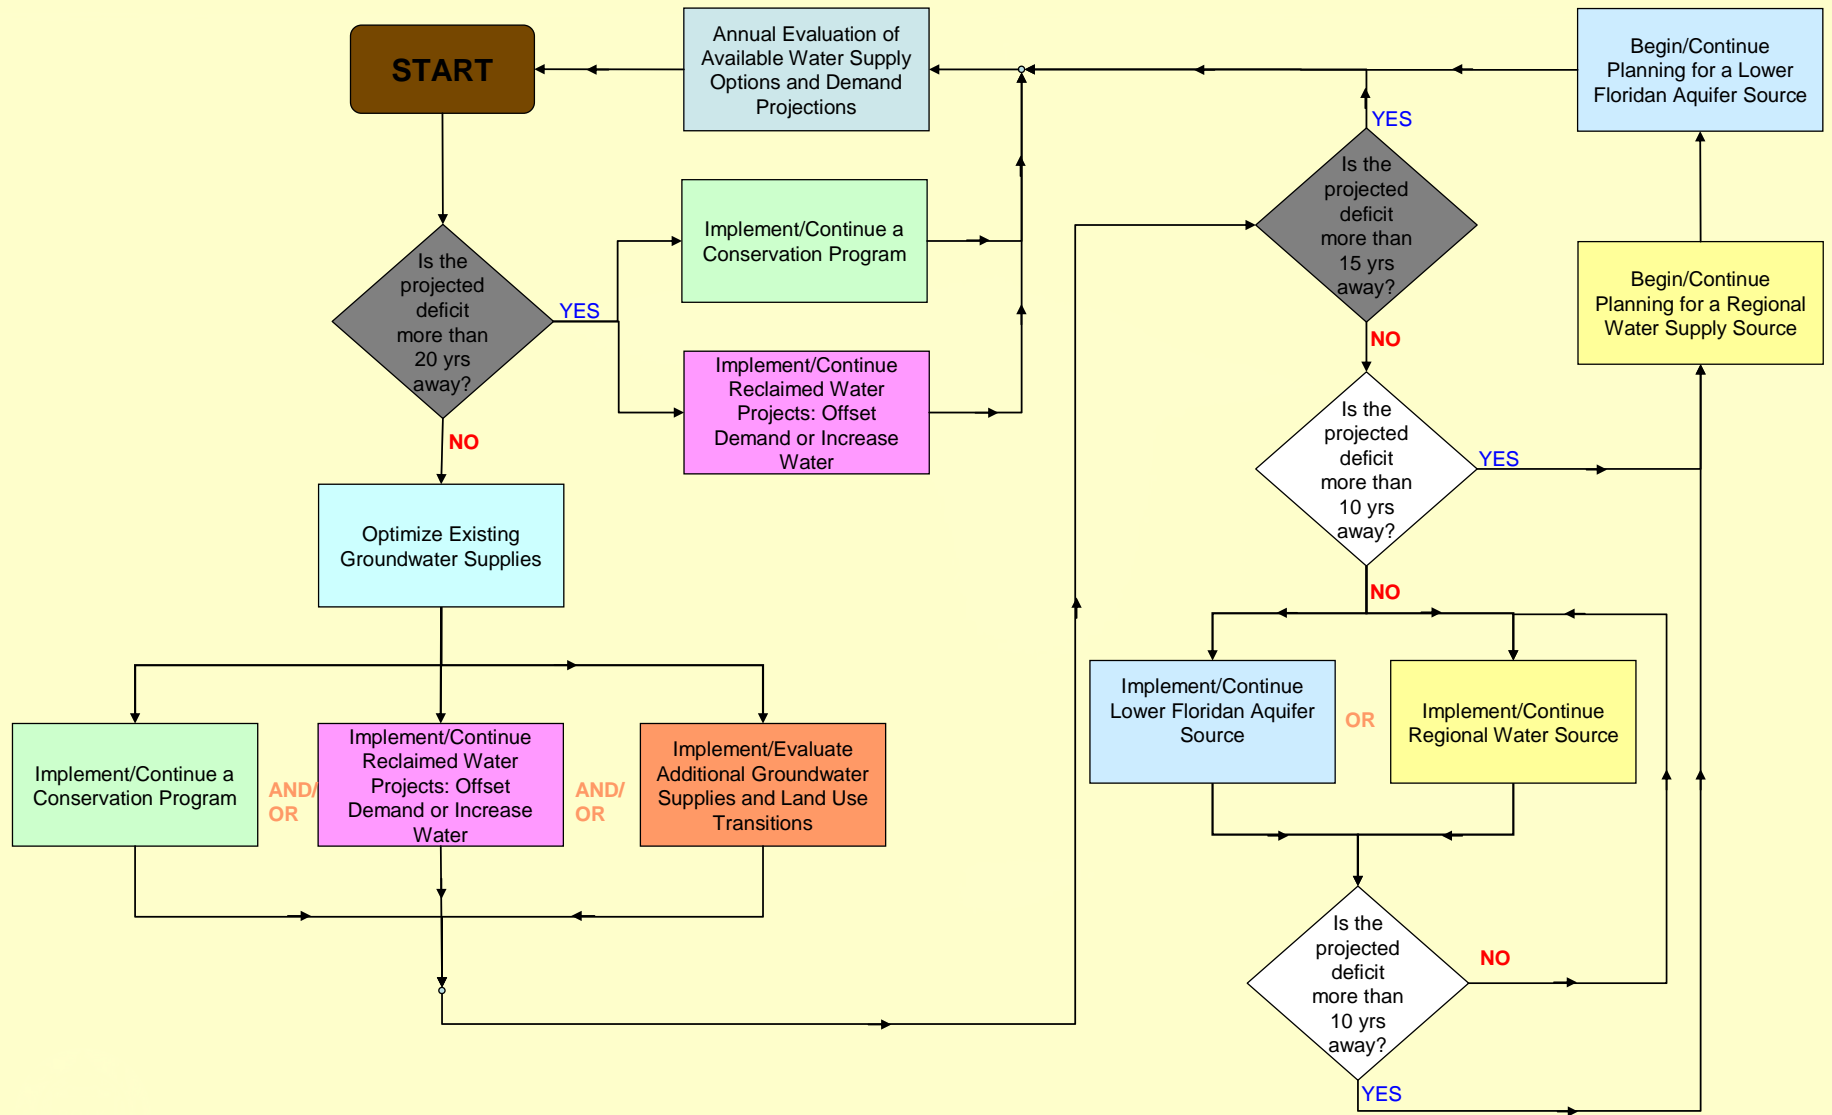 START
Annual Evaluation of
Available Water Supply
Options and Demand
Projections
Begin/Continue
Planning for a Lower
Floridan Aquifer Source
YES
Is the
projected
deficit
more than
15 yrs
away?
Implement/Continue a
Conservation Program
Is the
projected
deficit
more than
20 yrs
away?
YES
Begin/Continue
Planning for a Regional
Water Supply Source
NO
Implement/Continue
Reclaimed Water
Projects: Offset
Demand or Increase
Water
NO
Is the
projected
deficit
more than
10 yrs
away?
YES
Optimize Existing
Groundwater Supplies
NO
Implement/Continue
Lower Floridan Aquifer
Source
OR
Implement/Continue
Regional Water Source
Implement/Continue a
Conservation Program
AND/
OR
Implement/Continue
Reclaimed Water
Projects: Offset
Demand or Increase
Water
AND/
OR
Implement/Evaluate
Additional Groundwater
Supplies and Land Use
Transitions
Is the
projected
deficit
more than
10 yrs
away?
NO
YES